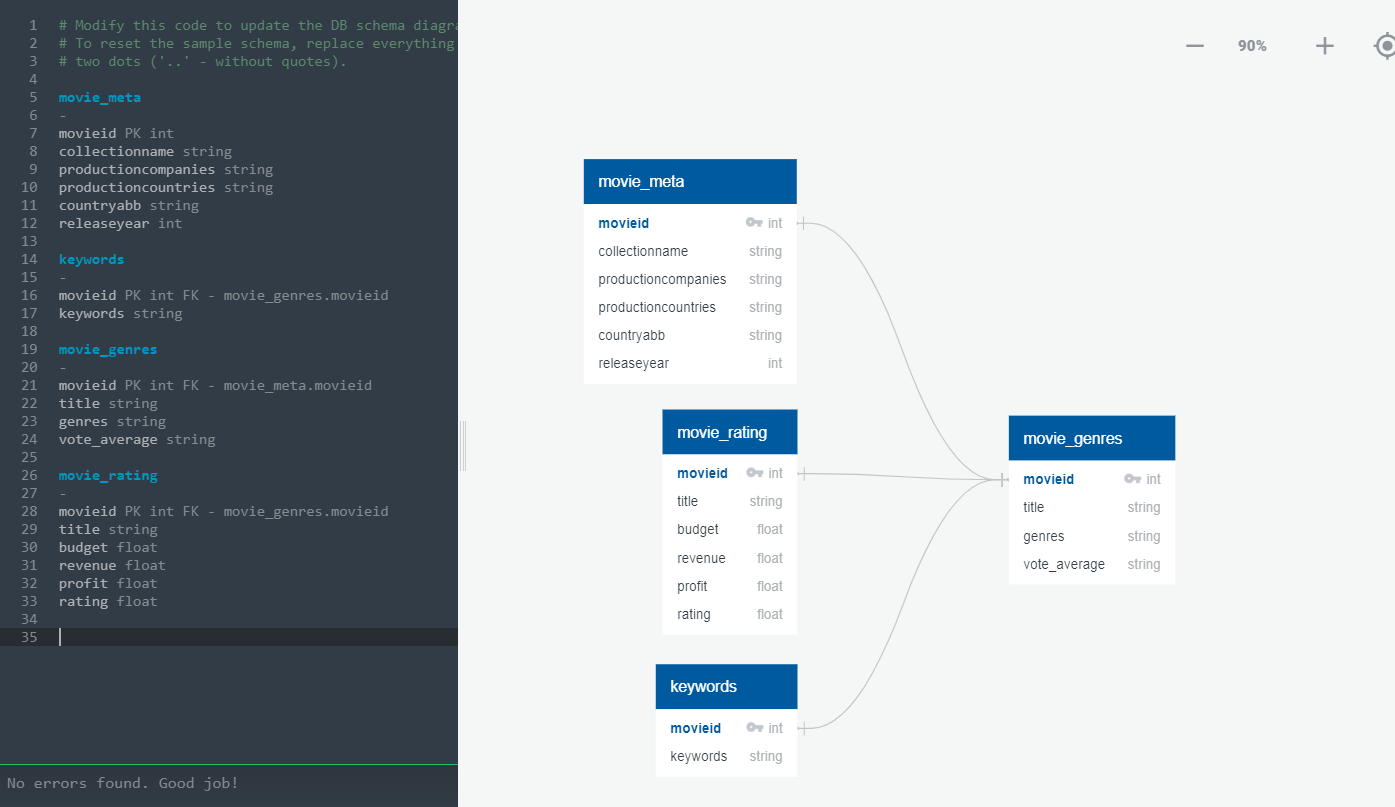 1 # Modify this code to update the DB schema diagra
2 # To reset the sample schema, replace everything
3 # two dots ('..' - without quotes).
4
5 movie_meta
6 -
7 movieid PK int
8 collectionname string
9 productioncompanies string
10 productioncountries string
11 countryabb string
12 releaseyear int
13
14 keywords
15 -
16 movieid PK int FK - movie_genres.movieid
17 keywords string
18
19 movie_genres
20 -
21 movieid PK int FK - movie_meta.movieid
22 title string
23 genres string
24 vote_average string
25
26 movie_rating
27 -
28 movieid PK int FK - movie_genres.movieid
29 title string
30 budget float
31 revenue float
32 profit float
33 rating float
34
35
No errors found. Good job!
90%
movie_meta
movieid int
collectionname string
productioncompanies string
productioncountries string
countryabb string
releaseyear int
movie_rating
movieid int
title string
budget float
revenue float
profit float
rating float
keywords
movieid int
keywords string
movie_genres
movieid int
title string
genres string
vote_average string